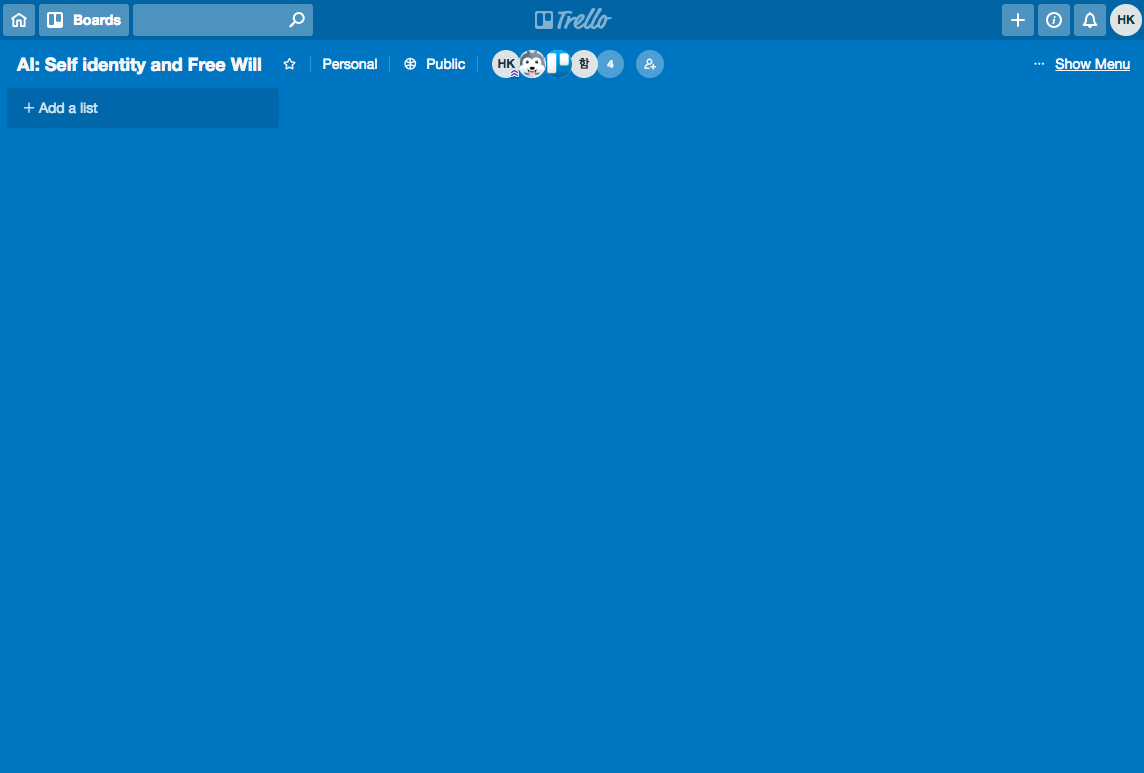 Boards
Trello
HK
AI: Self identity and Free Will
Personal
Public
HK
함
4
... Show Menu
+ Add a list